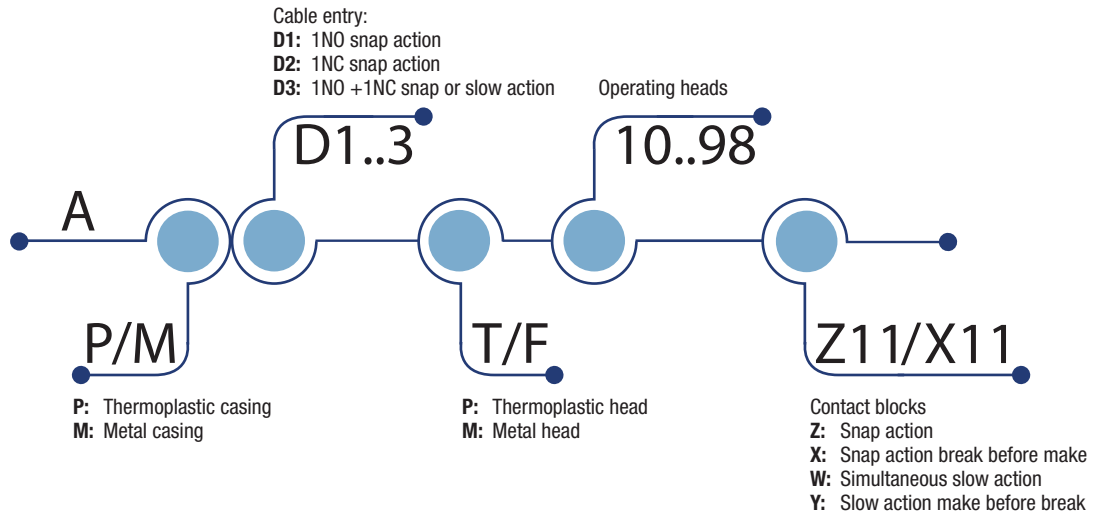 Cable entry:
D1: 1NO snap action
D2: 1NC snap action
D3: 1NO +1NC snap or slow action
Operating heads
D1..3
10..98
A
P/M
T/F
Z11/X11
P: Thermoplastic casing
M: Metal casing
P: Thermoplastic head
M: Metal head
Contact blocks
Z: Snap action
X: Snap action break before make
W: Simultaneous slow action
Y: Slow action make before break